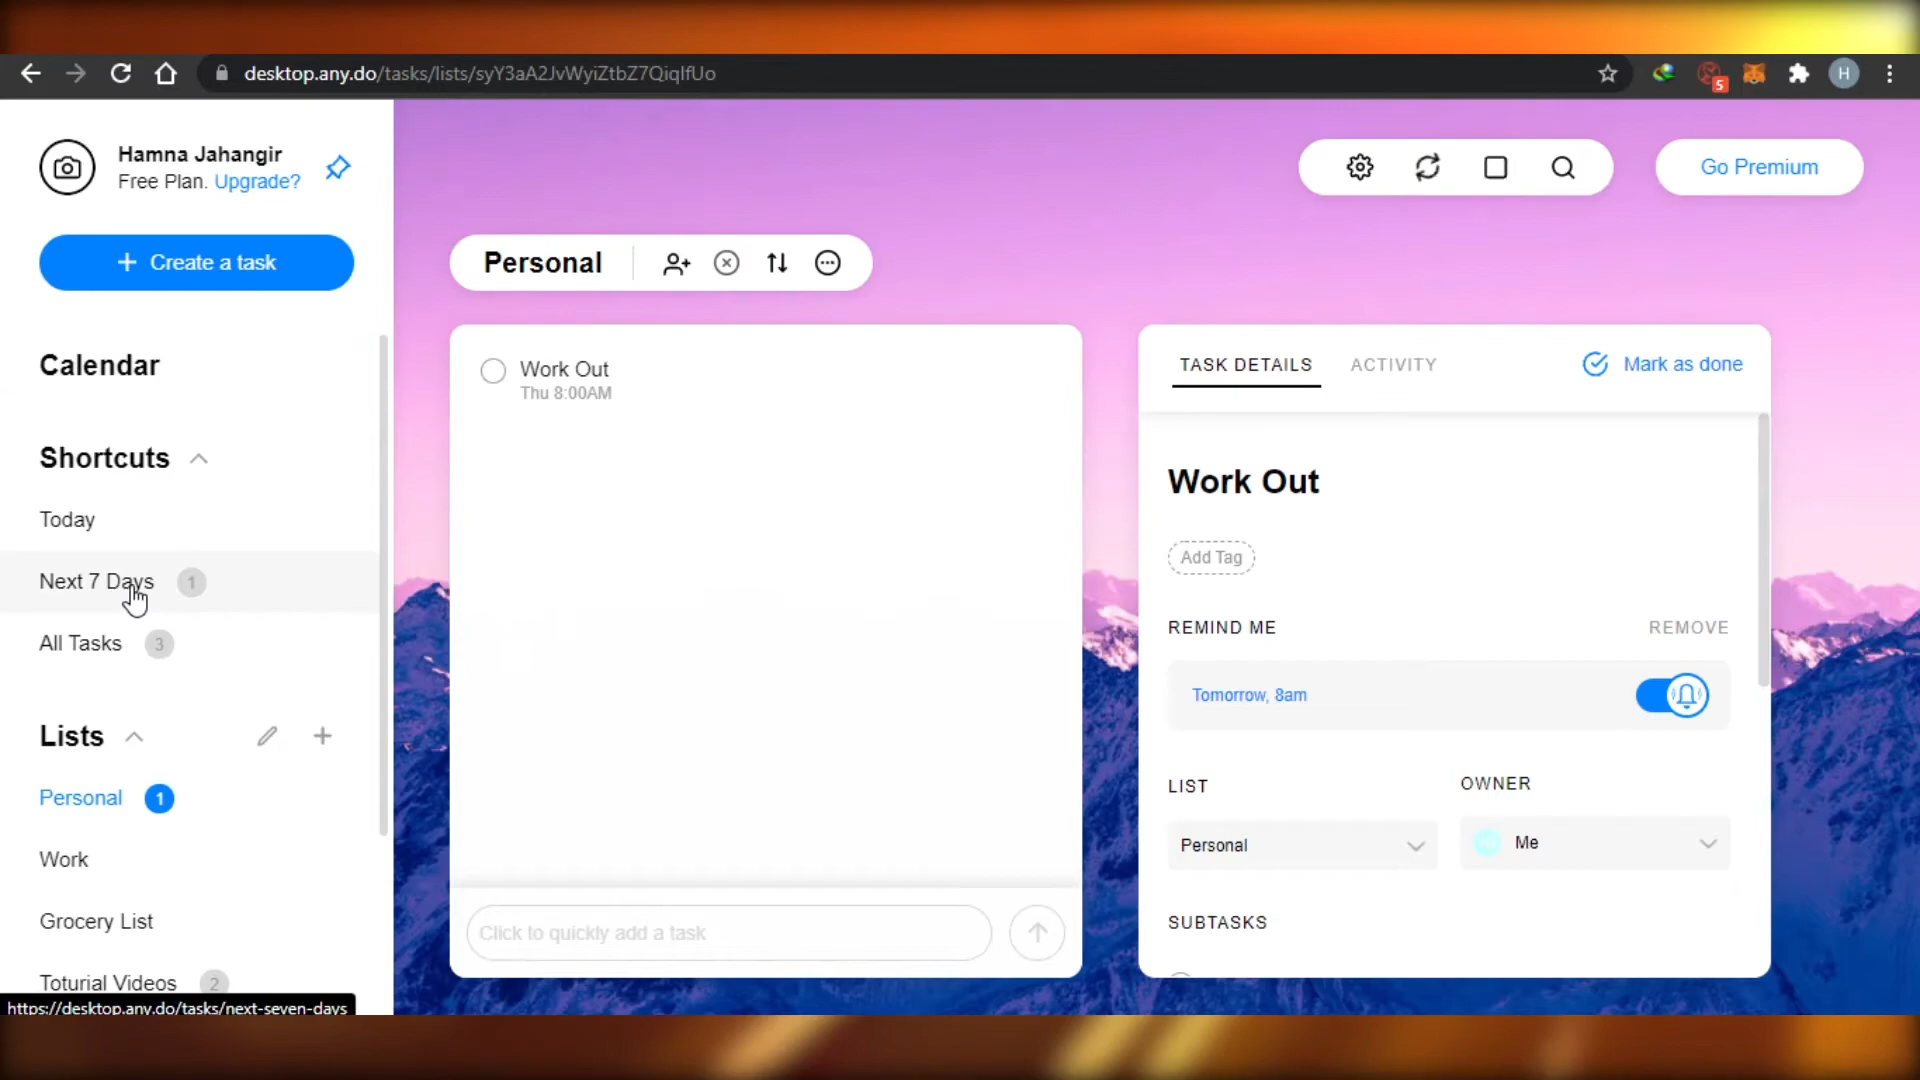 desktop.any.do/tasks/lists/syY3aA2JvWyiZtbZ7QiqIfUo
5
H
Hamna Jahangir
Free Plan. Upgrade?
Go Premium
+ Create a task
Personal
Calendar
Work Out
Thu 8:00AM
TASK DETAILS
ACTIVITY
Mark as done
Shortcuts
Today
Next 7 Days 1
All Tasks 3
Work Out
Add Tag
REMIND ME
REMOVE
Tomorrow, 8am
Lists
Personal 1
Work
Grocery List
Toturial Videos 2
LIST
OWNER
Personal
Me
SUBTASKS
Click to quickly add a task
https://desktop.any.do/tasks/next-seven-days